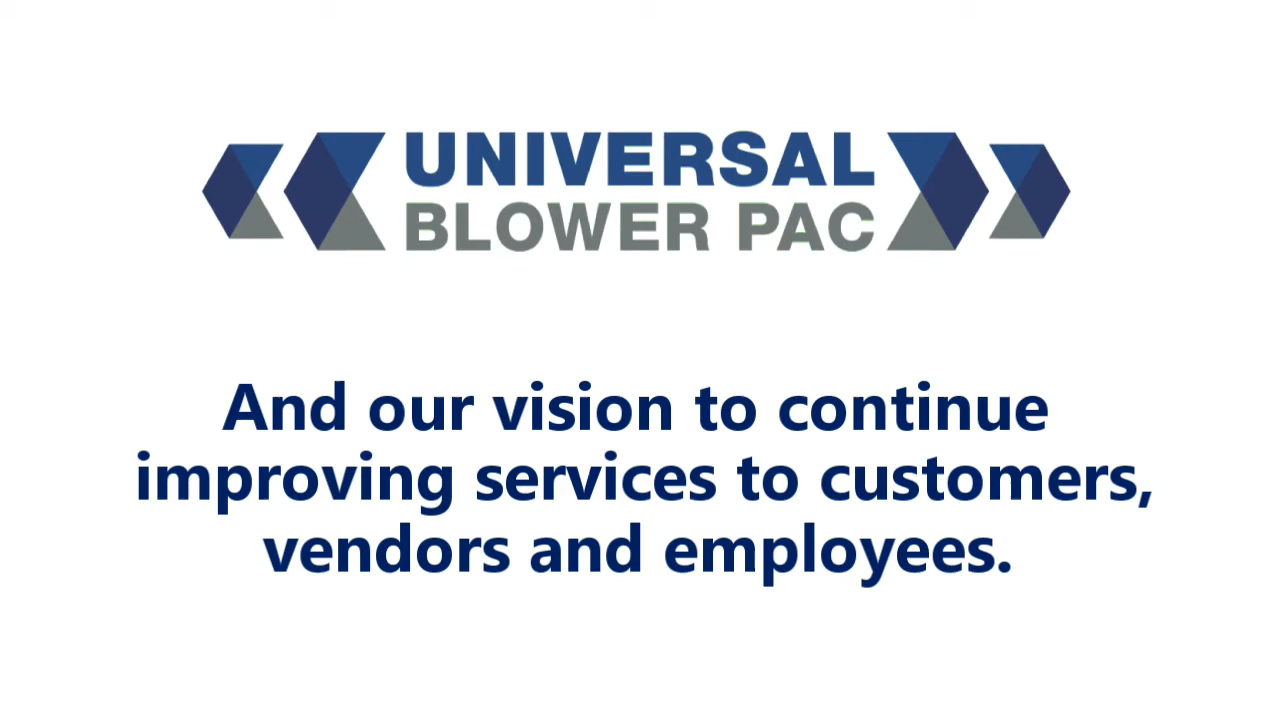 UNIVERSAL
BLOWER PAC
And our vision to continue
improving services to customers,
vendors and employees.